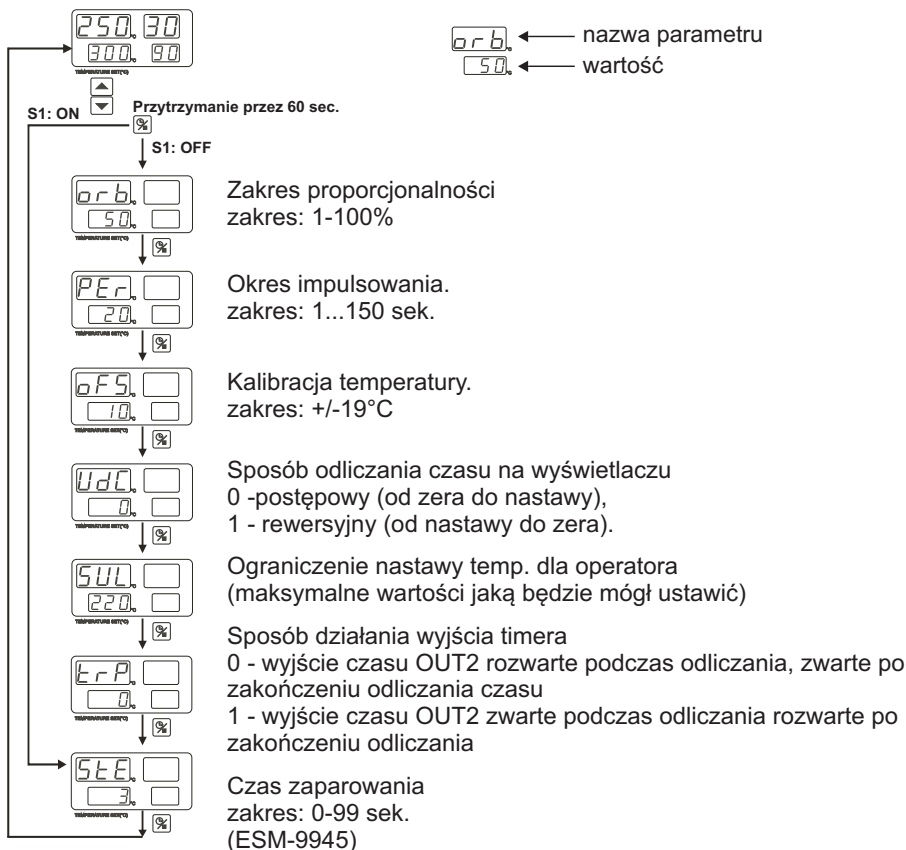 250 °C 30
300 °C 90
TEMPERATURE SET(°C)
orb °C nazwa parametru
50 °C wartość
S1: ON
Przytrzymanie przez 60 sec.
S1: OFF
orb °C
50 °C
TEMPERATURE SET(°C)
Zakres proporcjonalności
zakres: 1-100%
PEr °C
20 °C
TEMPERATURE SET(°C)
Okres impulsowania.
zakres: 1...150 sek.
oFS °C
10 °C
TEMPERATURE SET(°C)
Kalibracja temperatury.
zakres: +/-19°C
UdC °C
0 °C
TEMPERATURE SET(°C)
Sposób odliczania czasu na wyświetlaczu
0 -postępowy (od zera do nastawy),
1 - rewersyjny (od nastawy do zera).
SUL °C
220 °C
TEMPERATURE SET(°C)
Ograniczenie nastawy temp. dla operatora
(maksymalne wartości jaką będzie mógł ustawić)
trP °C
0 °C
TEMPERATURE SET(°C)
Sposób działania wyjścia timera
0 - wyjście czasu OUT2 rozwarte podczas odliczania, zwarte po
zakończeniu odliczania czasu
1 - wyjście czasu OUT2 zwarte podczas odliczania rozwarte po
zakończeniu odliczania
StE °C
3 °C
TEMPERATURE SET(°C)
Czas zaparowania
zakres: 0-99 sek.
(ESM-9945)